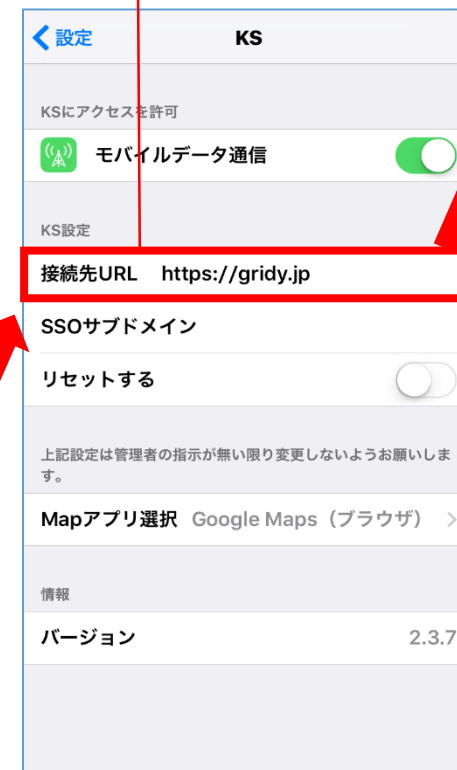 設定 KS
KSにアクセスを許可
モバイルデータ通信
KS設定
接続先URL https://gridy.jp
SSOサブドメイン
リセットする
上記設定は管理者の指示が無い限り変更しないようお願いしま
す。
Mapアプリ選択 Google Maps（ブラウザ）
情報
バージョン 2.3.7